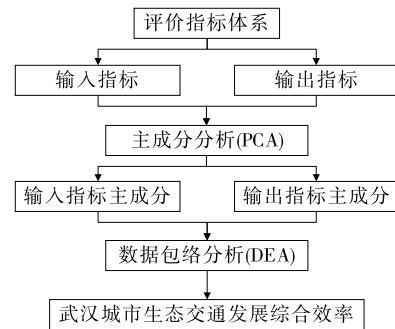 评价指标体系
输入指标
输出指标
主成分分析(PCA)
输入指标主成分
输出指标主成分
数据包络分析(DEA)
武汉城市生态交通发展综合效率